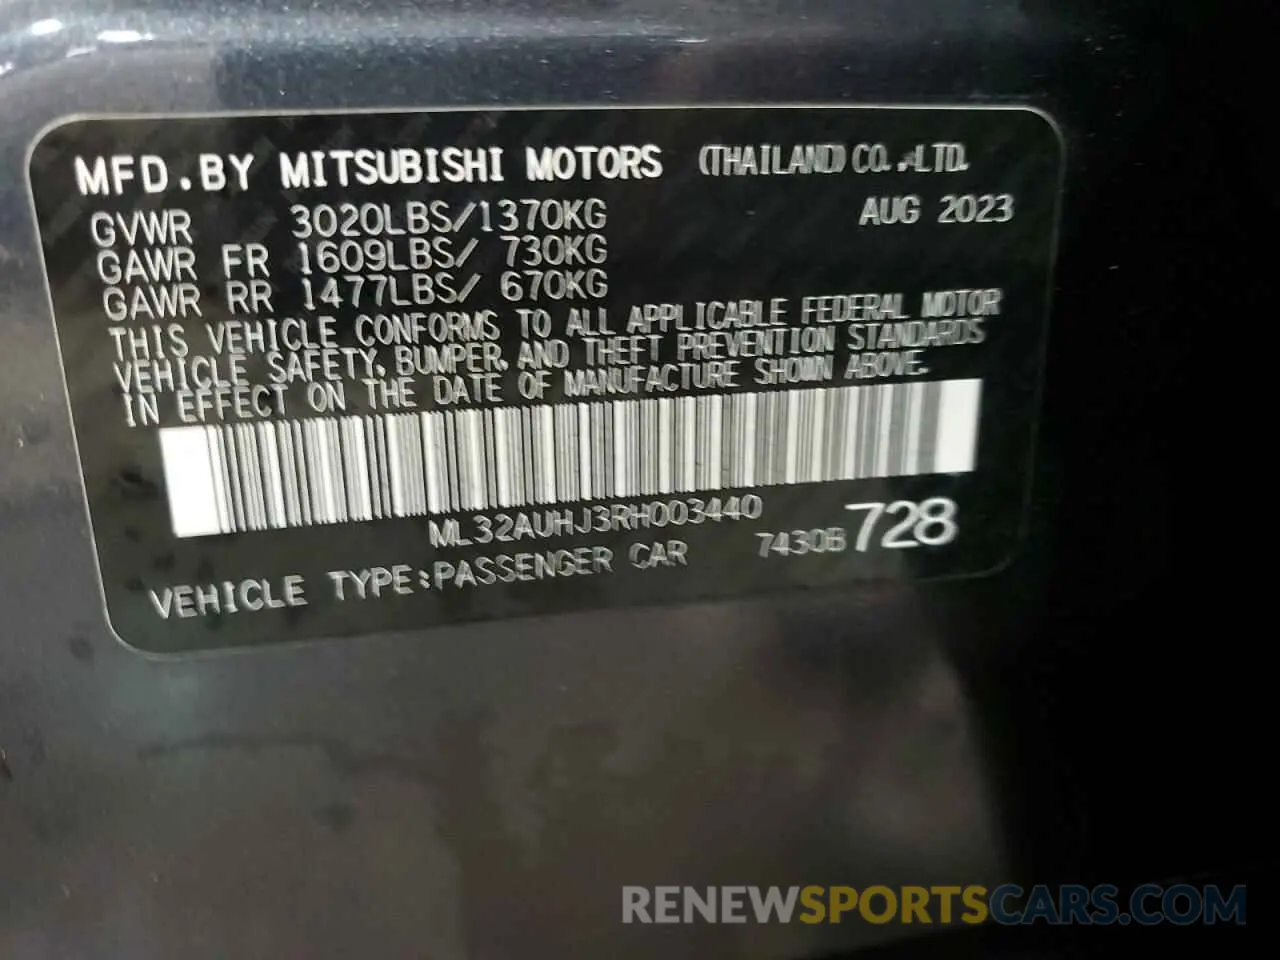 MFD.BY MITSUBISHI MOTORS (THAILAND) CO.,LTD.
GVWR 3020LBS/1370KG AUG 2023
GAWR FR 1609LBS/ 730KG
GAWR RR 1477LBS/ 670KG
THIS VEHICLE CONFORMS TO ALL APPLICABLE FEDERAL MOTOR
VEHICLE SAFETY, BUMPER, AND THEFT PREVENTION STANDARDS
IN EFFECT ON THE DATE OF MANUFACTURE SHOWN ABOVE.
ML32AUHJ3RH003440
VEHICLE TYPE:PASSENGER CAR 7430B 728
RENEWSPORTSCARS.COM